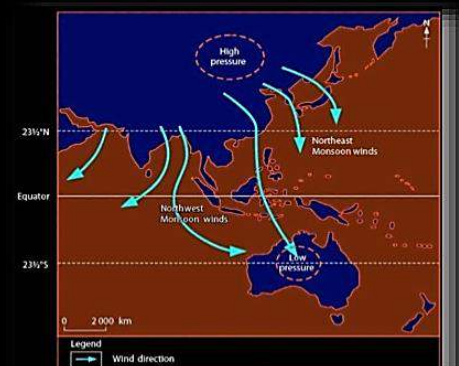 N
High
pressure
23½°N
Northeast
Monsoon winds
Equator
Northwest
Monsoon winds
23½°S
Low
pressure
0 2 000 km
Legend
Wind direction